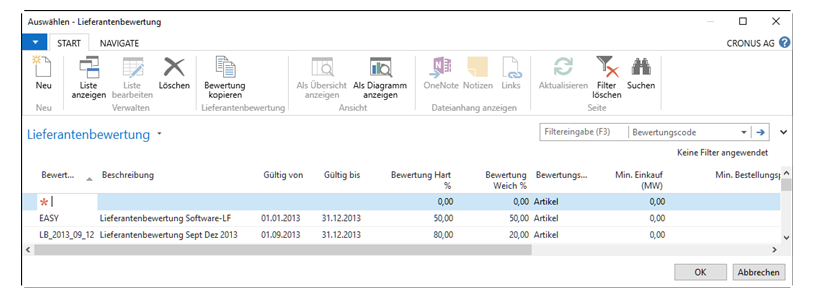 Auswählen - Lieferantenbewertung
START NAVIGATE CRONUS AG
Neu Liste anzeigen Liste bearbeiten Löschen Bewertung kopieren Als Übersicht anzeigen Als Diagramm anzeigen OneNote Notizen Links Aktualisieren Filter löschen Suchen
Neu Verwalten Lieferantenbewertung Ansicht Dateianhang anzeigen Seite
Lieferantenbewertung Filtereingabe (F3) Bewertungscode
Keine Filter angewendet
Bewert... Beschreibung Gültig von Gültig bis Bewertung Hart % Bewertung Weich % Bewertungs... Min. Einkauf (MW) Min. Bestellungsp
0,00 0,00 Artikel 0,00
EASY Lieferantenbewertung Software-LF 01.01.2013 31.12.2013 50,00 50,00 Artikel 0,00
LB_2013_09_12 Lieferantenbewertung Sept Dez 2013 01.09.2013 31.12.2013 80,00 20,00 Artikel 0,00
OK Abbrechen